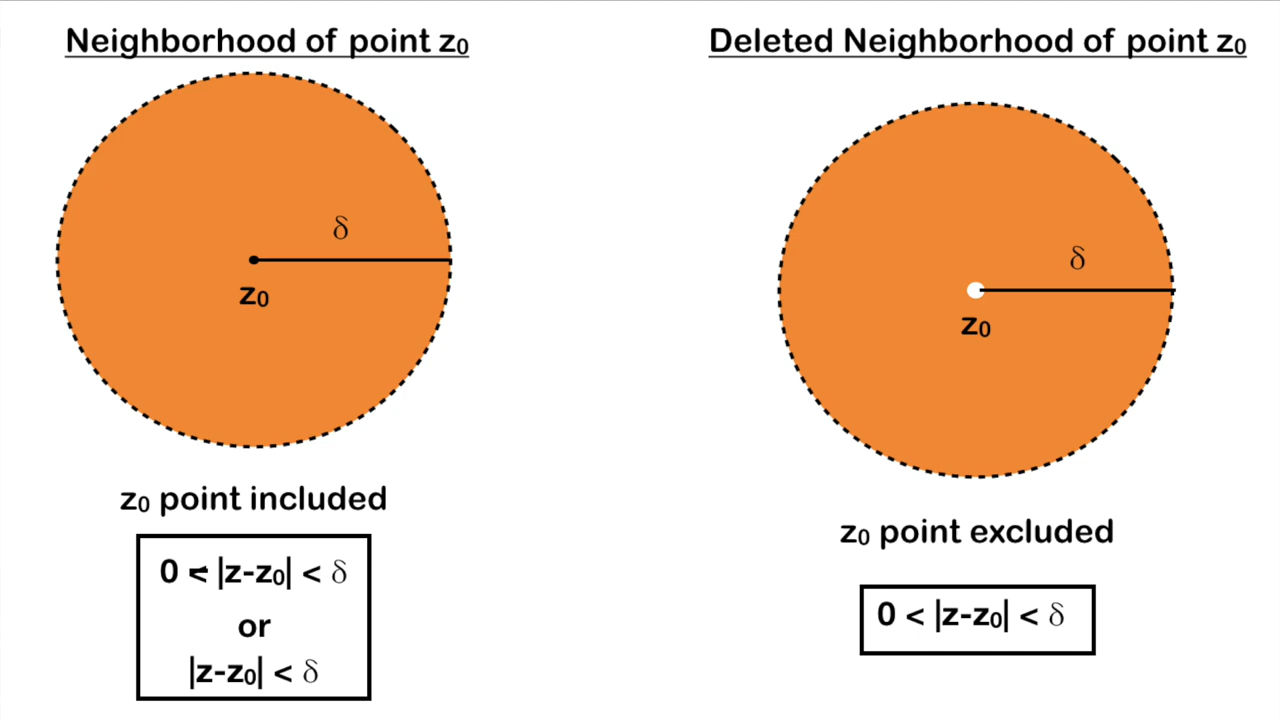 Neighborhood of point z₀
δ
z₀
z₀ point included
0 ≤ |z-z₀| < δ
or
|z-z₀| < δ
Deleted Neighborhood of point z₀
δ
z₀
z₀ point excluded
0 < |z-z₀| < δ